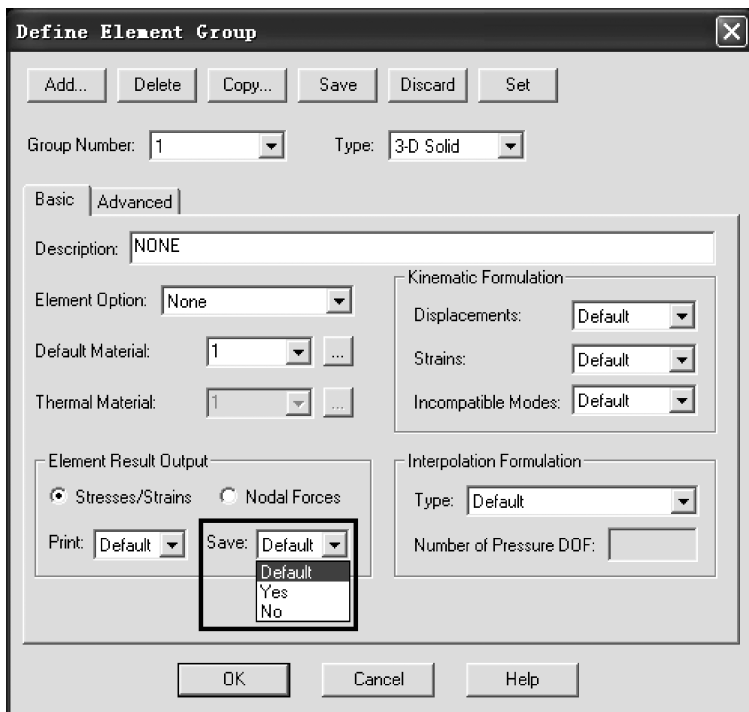 Define Element Group
Add... Delete Copy... Save Discard Set
Group Number: 1 Type: 3-D Solid
Basic Advanced
Description: NONE
Element Option: None
Default Material: 1 ...
Thermal Material: 1 ...
Kinematic Formulation
Displacements: Default
Strains: Default
Incompatible Modes: Default
Element Result Output
Stresses/Strains Nodal Forces
Print: Default Save: Default
Default
Yes
No
Interpolation Formulation
Type: Default
Number of Pressure DOF:
OK Cancel Help